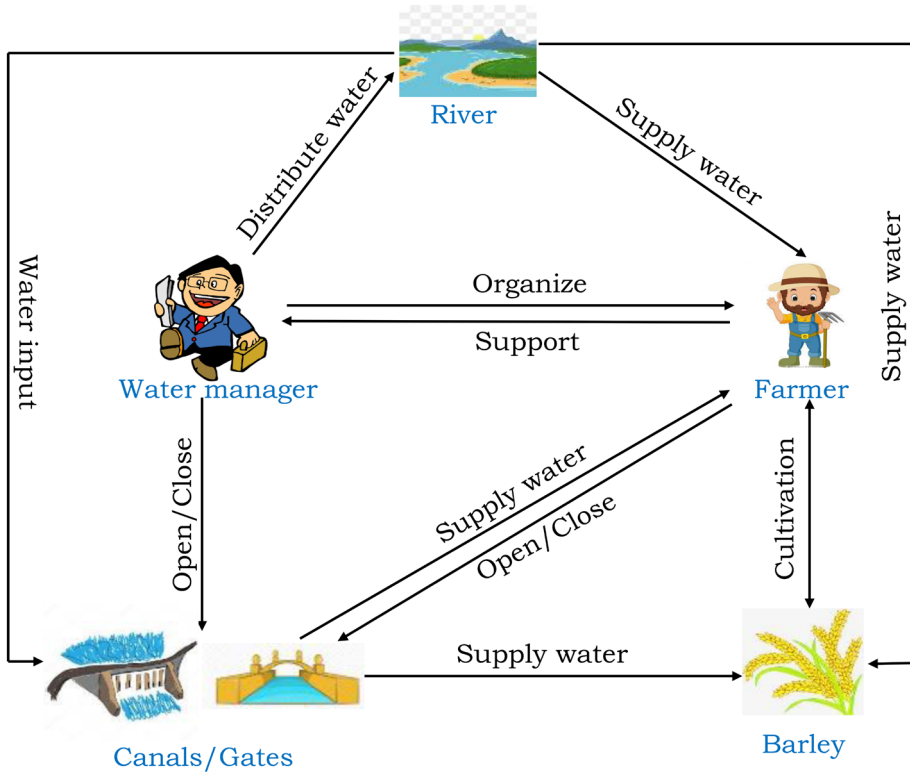 River
Distribute water
Supply water
Water input
Supply water
Organize
Support
Water manager
Farmer
Open/Close
Supply water
Open/Close
Cultivation
Supply water
Canals/Gates
Barley